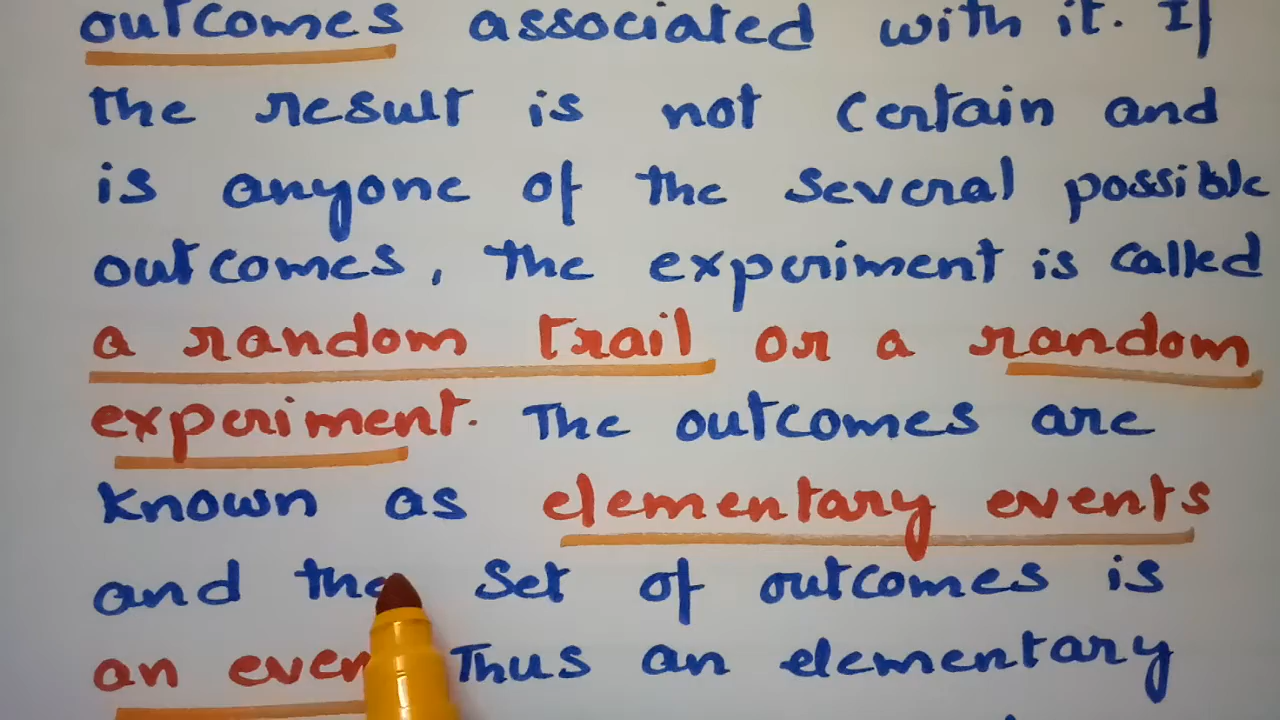 outcomes associated with it. If
the result is not certain and
is anyone of the several possible
outcomes, the experiment is called
a random trail or a random
experiment. The outcomes are
known as elementary events
and the set of outcomes is
an even Thus an elementary